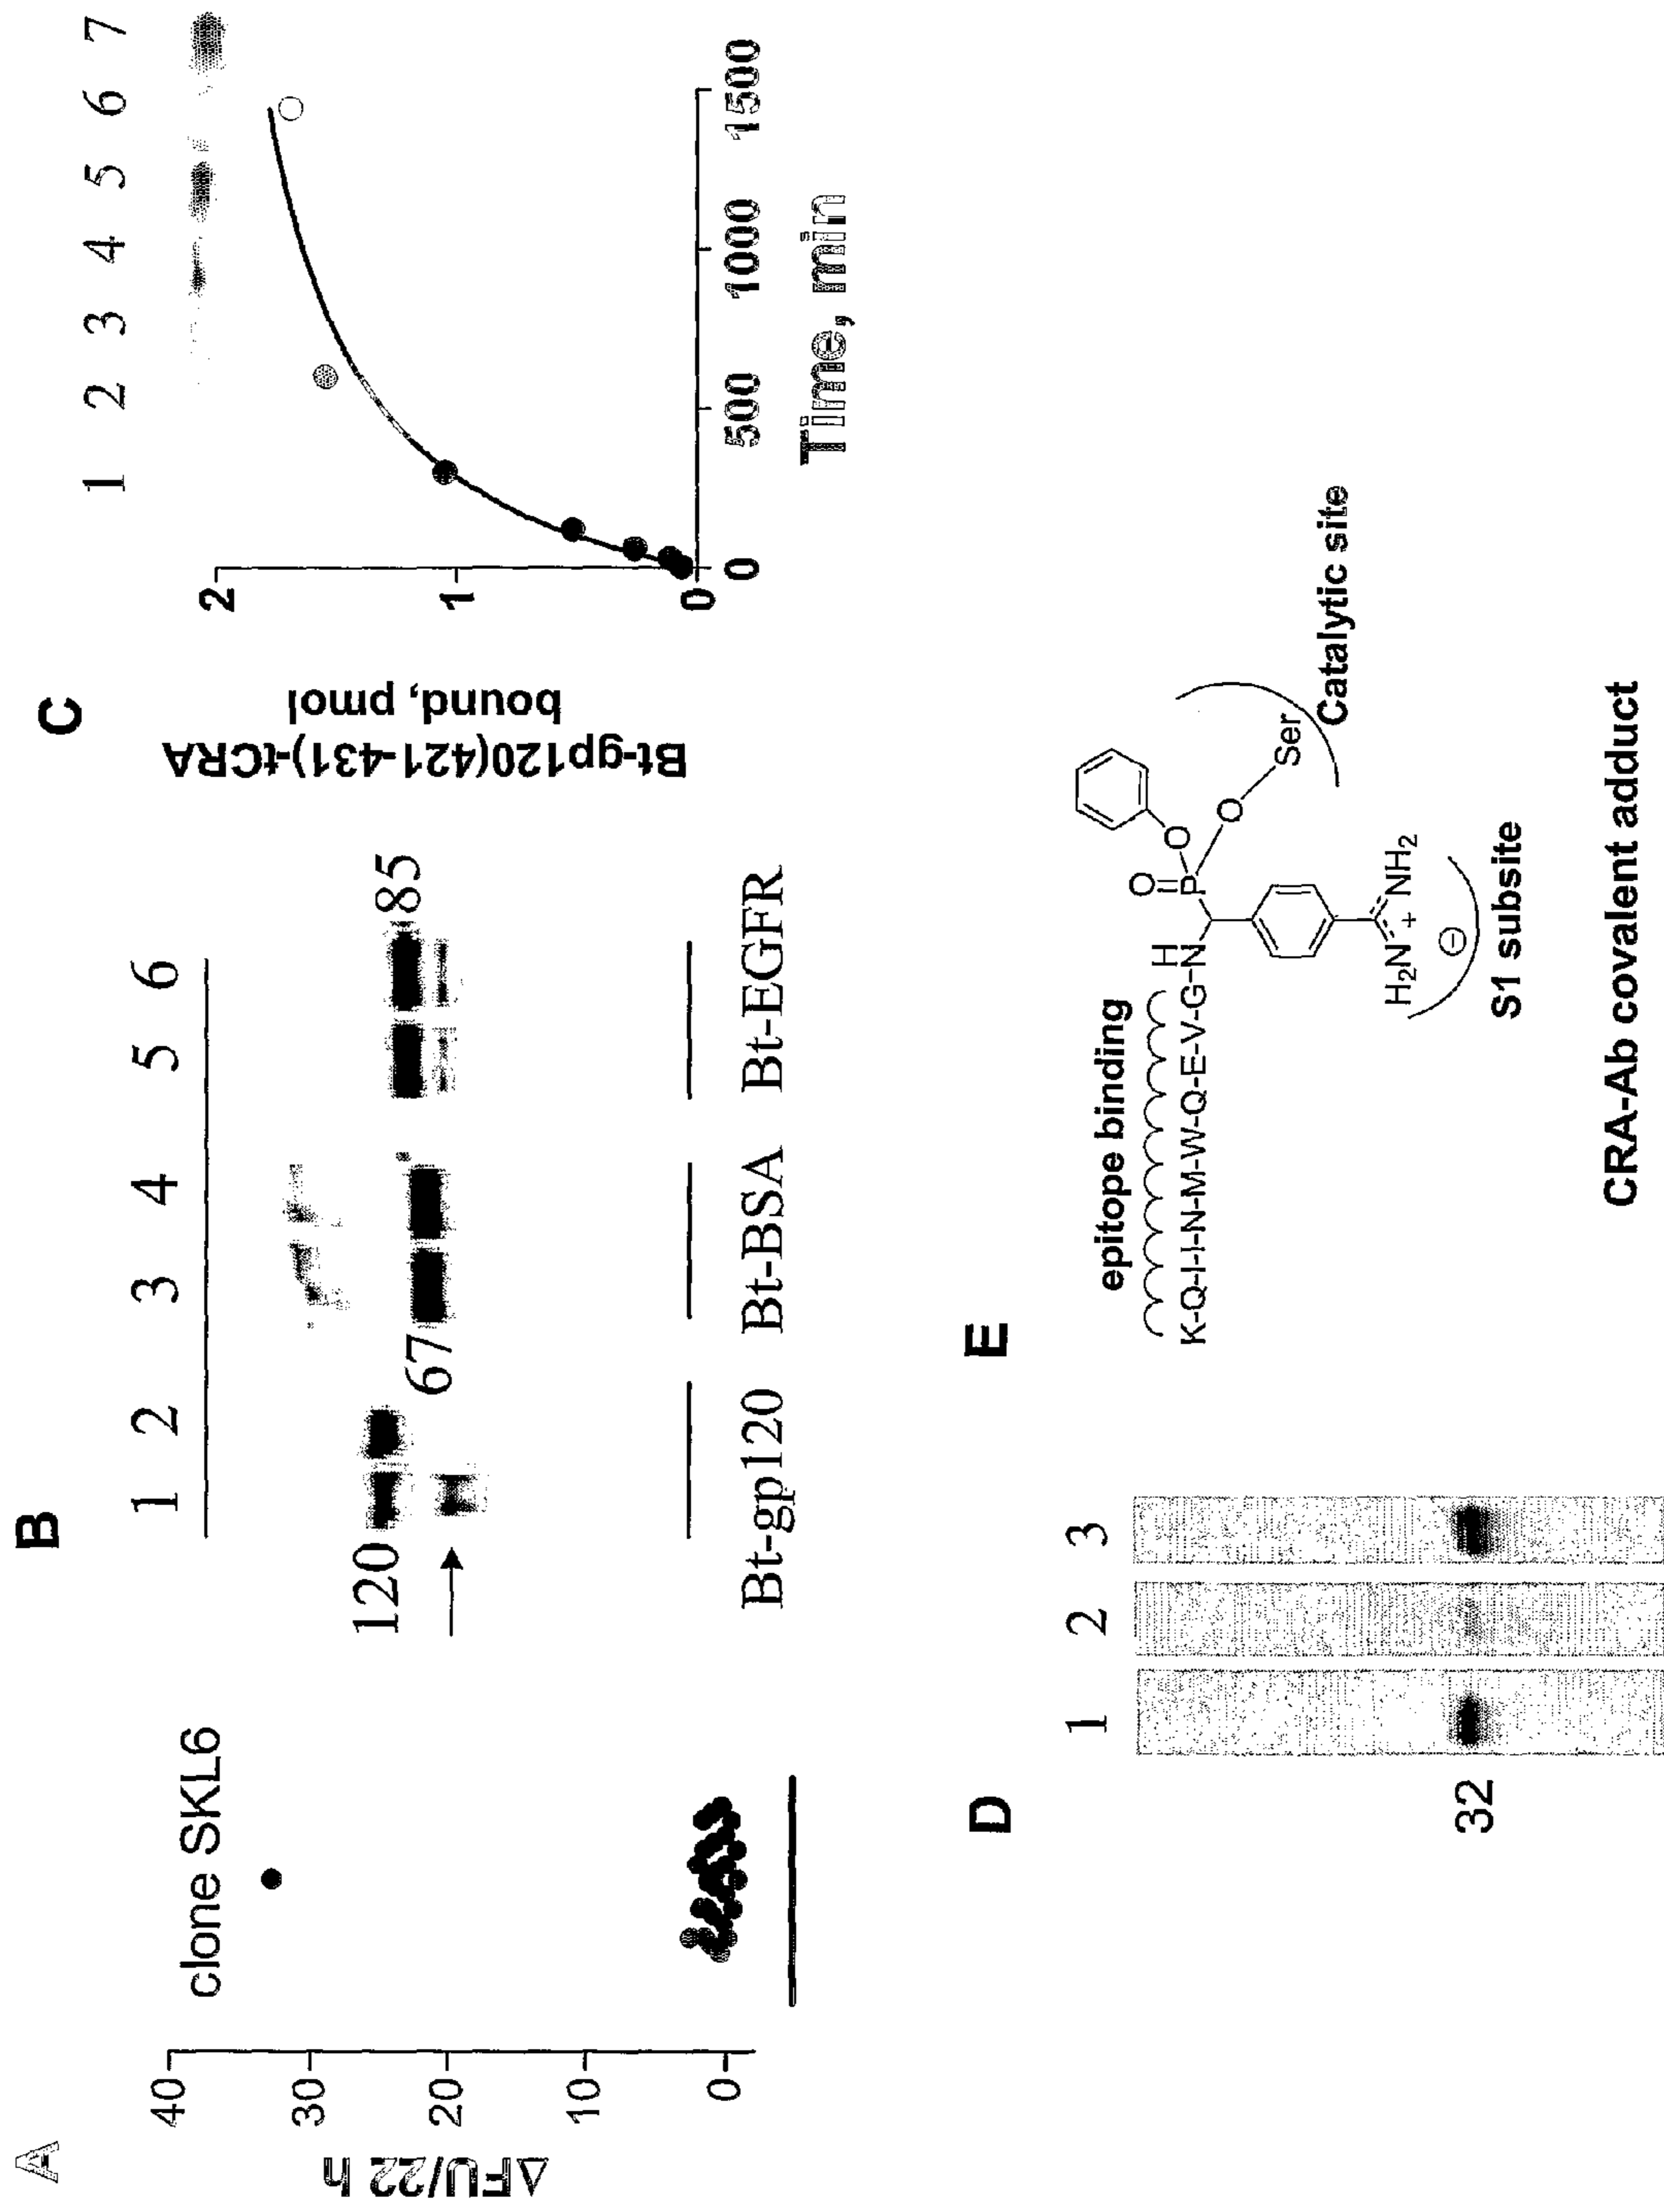 A
clone SKL6
40
30
20
10
0
ΔFU/22 h
B
1 2 3 4 5 6
120
67
85
Bt-gp120 Bt-BSA Bt-EGFR
C
1 2 3 4 5 6 7
2
1
0
0 500 1000 1500
Time, min
Bt-gp120(421-431)-tCRA
bound, pmol
D
1 2 3
32
E
epitope binding
K-Q-I-I-N-M-W-Q-E-V-G-N
H
O
P
O
O
Ser
Catalytic site
H2N + NH2
⊖
S1 subsite
CRA-Ab covalent adduct